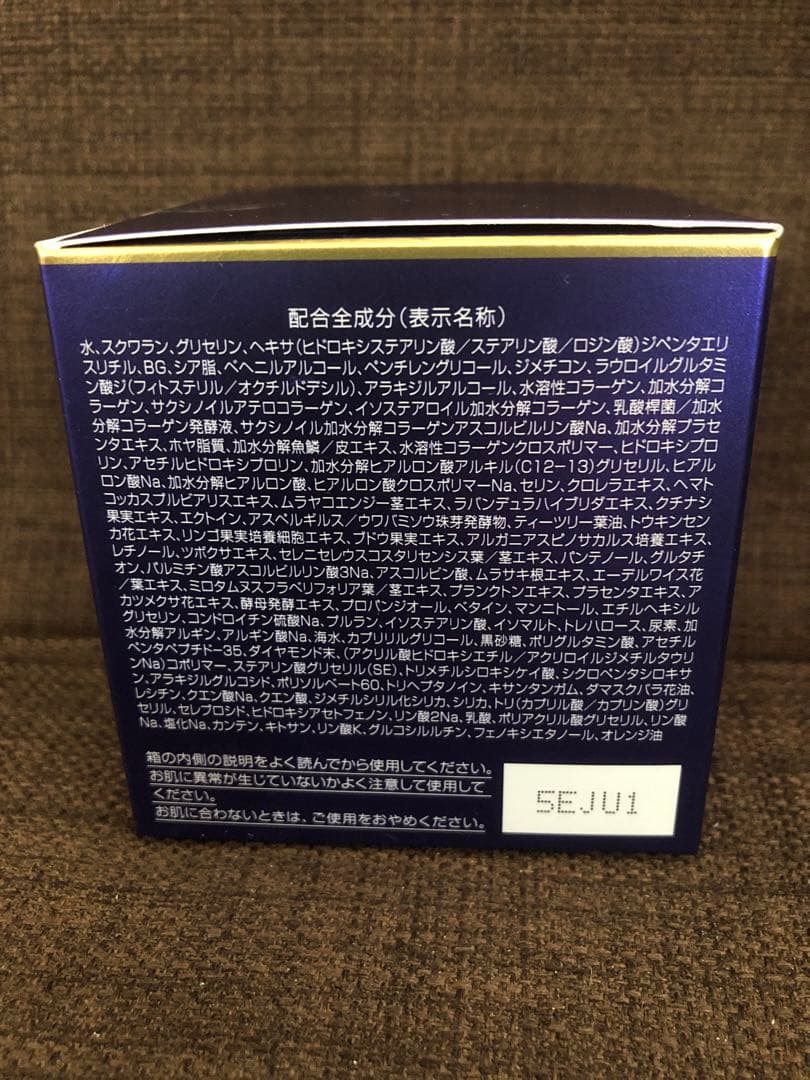 配合全成分（表示名称）
水、スクワラン、グリセリン、ヘキサ（ヒドロキシステアリン酸／ステアリン酸／ロジン酸）ジペンタエリ
スリチル、BG、シア脂、ベヘニルアルコール、ペンチレングリコール、ジメチコン、ラウロイルグルタミ
ン酸ジ（フィトステリル／オクチルドデシル）、アラキジルアルコール、水溶性コラーゲン、加水分解コ
ラーゲン、サクシノイルアテロコラーゲン、イソステアロイル加水分解コラーゲン、乳酸桿菌／加水
分解コラーゲン発酵液、サクシノイル加水分解コラーゲンアスコルビルリン酸Na、加水分解プラセ
ンタエキス、ホヤ脂質、加水分解魚鱗／皮エキス、水溶性コラーゲンクロスポリマー、ヒドロキシプロ
リン、アセチルヒドロキシプロリン、加水分解ヒアルロン酸アルキル（C12-13）グリセリル、ヒアル
ロン酸Na、加水分解ヒアルロン酸、ヒアルロン酸クロスポリマーNa、セリン、クロレラエキス、ヘマト
コッカスプルビアリスエキス、ムラヤコエンジー茎エキス、ラバンデュラハイブリダエキス、クチナシ
果実エキス、エクトイン、アスペルギルス／ウワバミソウ珠芽発酵物、ティーツリー葉油、トウキンセン
カ花エキス、リンゴ果実培養細胞エキス、ブドウ果実エキス、アルガニアスピノサカルス培養エキス、
レチノール、ツボクサエキス、セレニセレウスコスタリセンシス葉／茎エキス、パンテノール、グルタチ
オン、パルミチン酸アスコルビルリン酸3Na、アスコルビン酸、ムラサキ根エキス、エーデルワイス花
／葉エキス、ミロタムヌスフラベリフォリア葉／茎エキス、プランクトンエキス、プラセンタエキス、ア
カツメクサ花エキス、酵母発酵エキス、プロパンジオール、ベタイン、マンニトール、エチルヘキシル
グリセリン、コンドロイチン硫酸Na、プルラン、イソステアリン酸、イソマルト、トレハロース、尿素、加
水分解アルギン、アルギン酸Na、海水、カプリリルグリコール、黒砂糖、ポリグルタミン酸、アセチル
ペンタペプチド-35、ダイヤモンド末、（アクリル酸ヒドロキシエチル／アクリロイルジメチルタウリ
ンNa）コポリマー、ステアリン酸グリセリル（SE）、トリメチルシロキシケイ酸、シクロペンタシロキサ
ン、アラキジルグルコシド、ポリソルベート60、トリヘプタノイン、キサンタンガム、ダマスクバラ花油、
レシチン、クエン酸Na、クエン酸、ジメチルシリル化シリカ、シリカ、トリ（カプリル酸／カプリン酸）グリ
セリル、セレブロシド、ヒドロキシアセトフェノン、リン酸2Na、乳酸、ポリアクリル酸グリセリル、リン酸
Na、塩化Na、カンテン、キトサン、リン酸K、グルコシルルチン、フェノキシエタノール、オレンジ油
箱の内側の説明をよく読んでから使用してください。
お肌に異常が生じていないかよく注意して使用して
ください。
お肌に合わないときは、ご使用をおやめください。
SEJU1